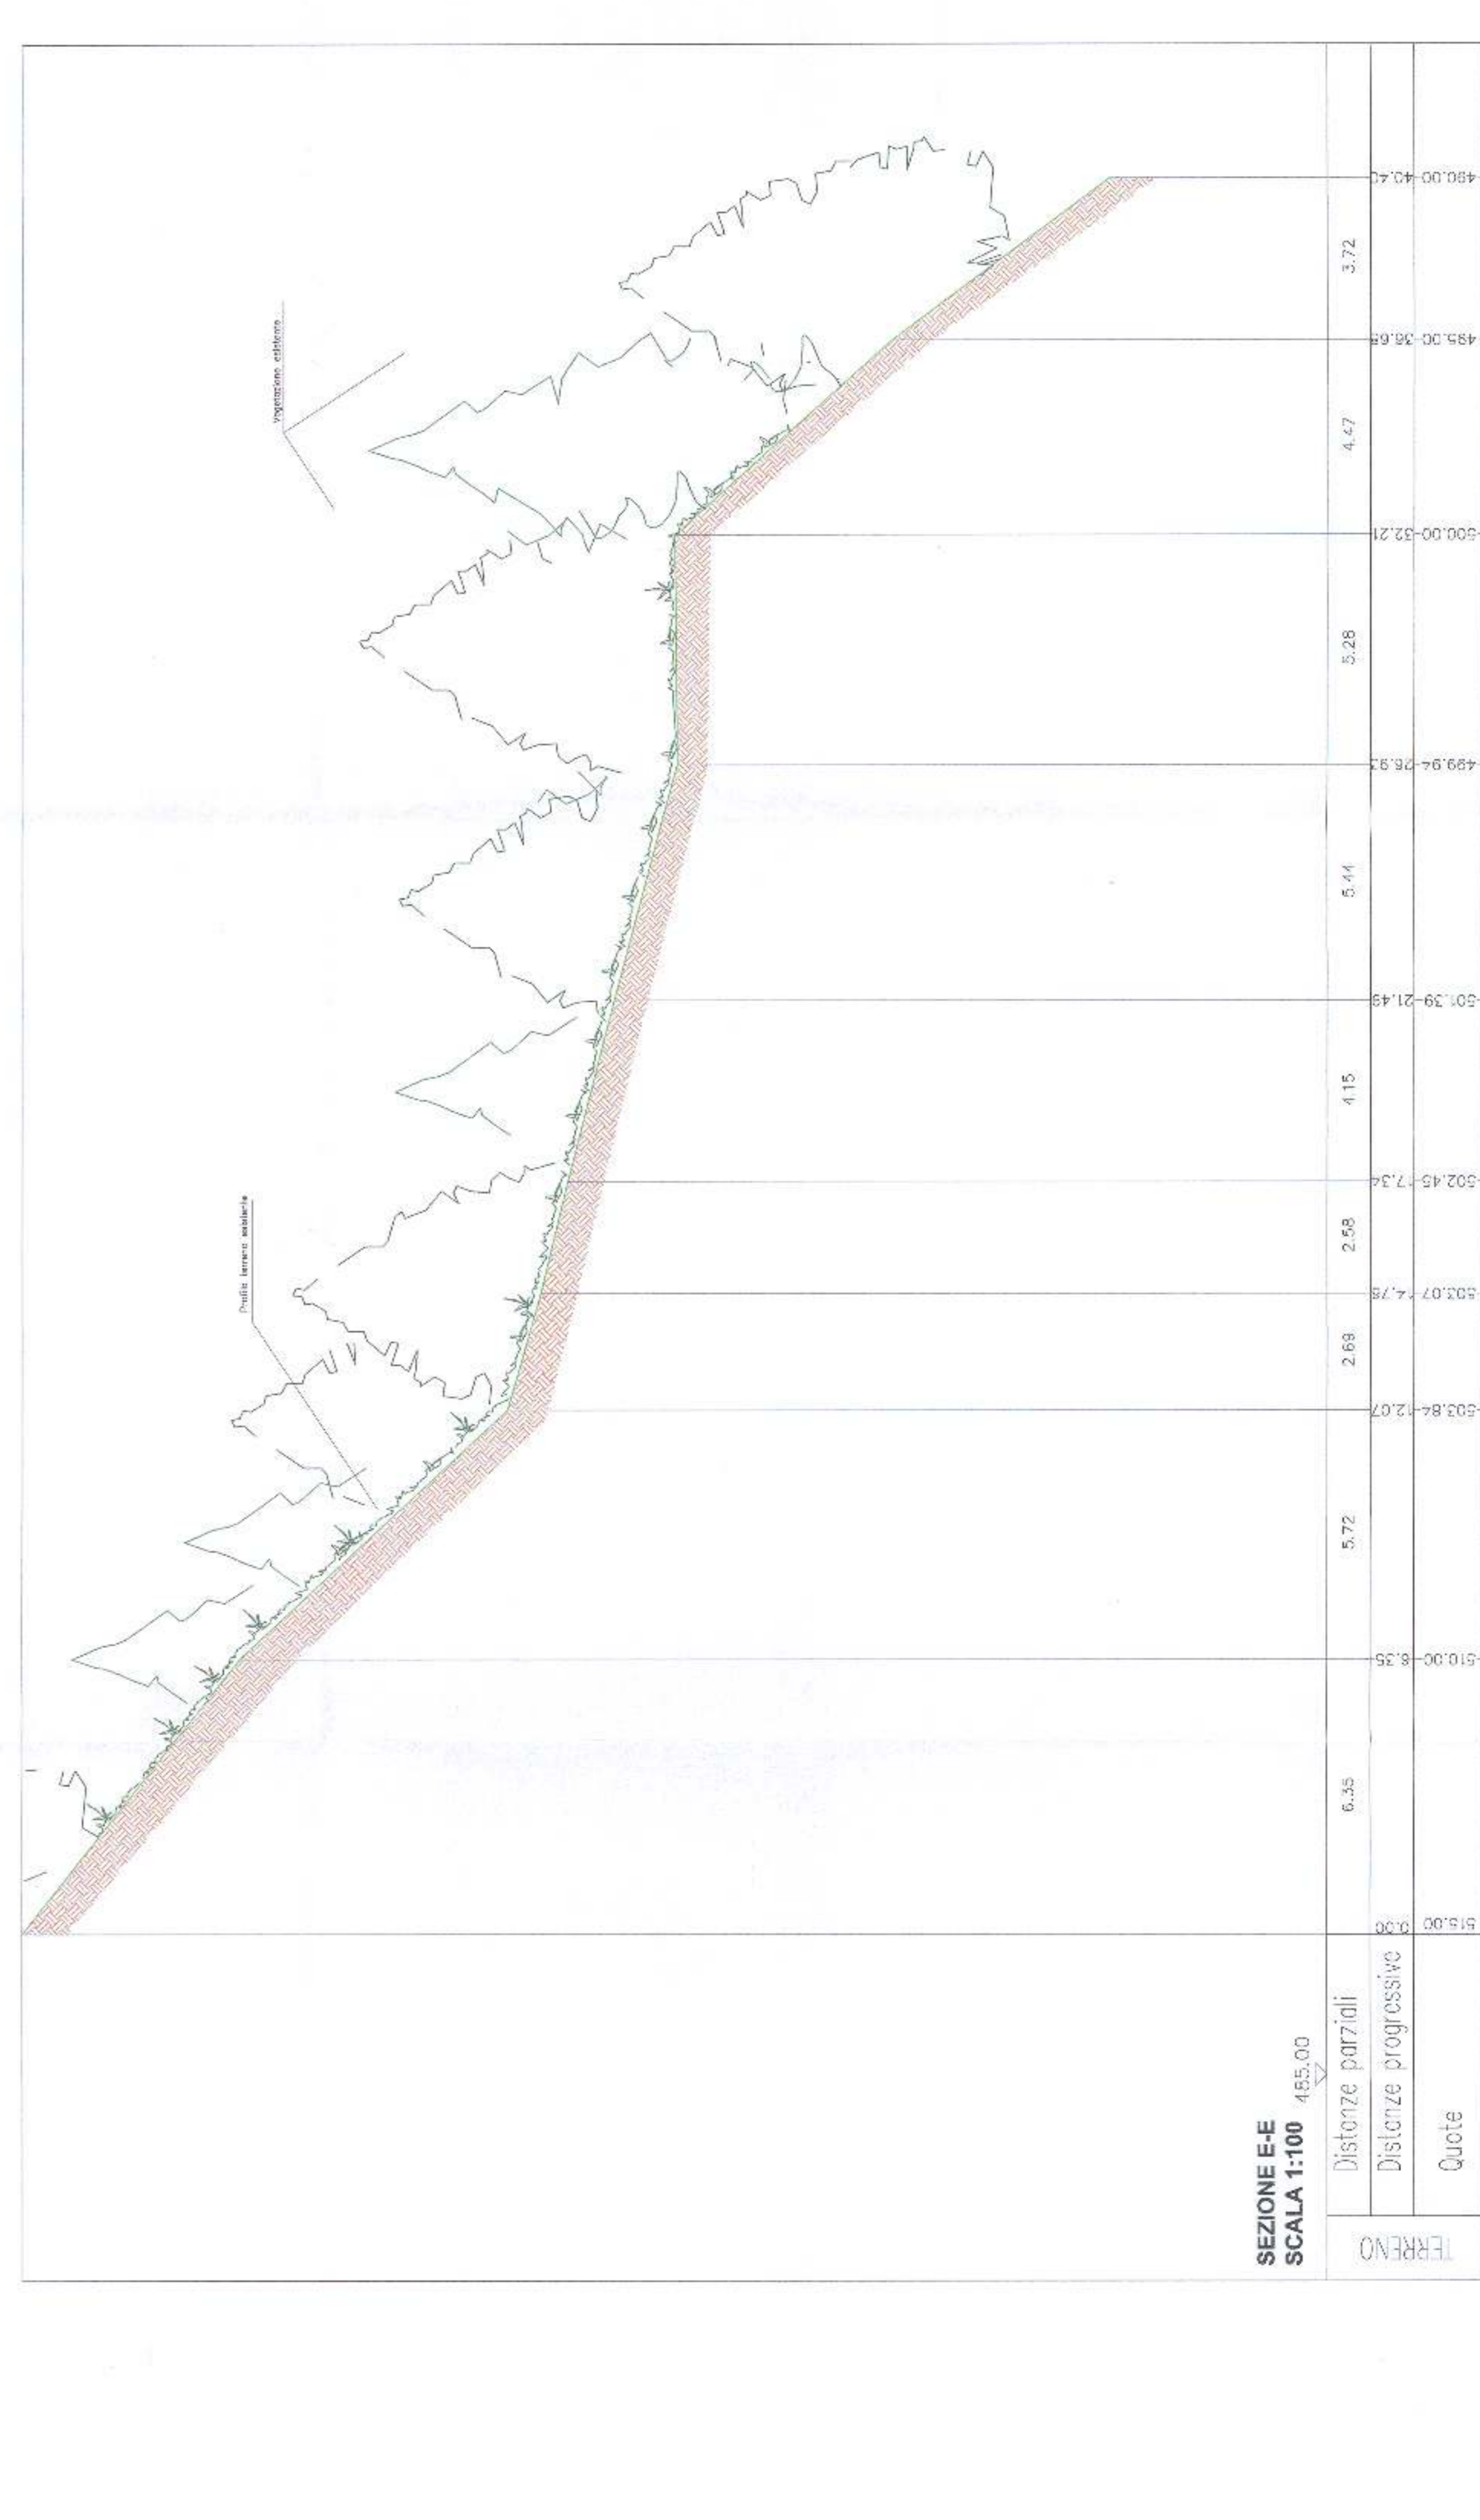 Vegetazione esistente
Profilo terreno esistente
SEZIONE E-E
SCALA 1:100
485.00
TERRENO
Distanze parziali
6.35 5.72 2.69 2.58 4.15 5.44 5.28 4.47 3.72
Distanze progressive
0.00 6.35 12.07 14.76 17.34 21.49 26.93 32.21 36.68 40.40
Quote
515.00 510.00 503.84 503.07 502.45 501.39 499.94 500.00 495.00 490.00